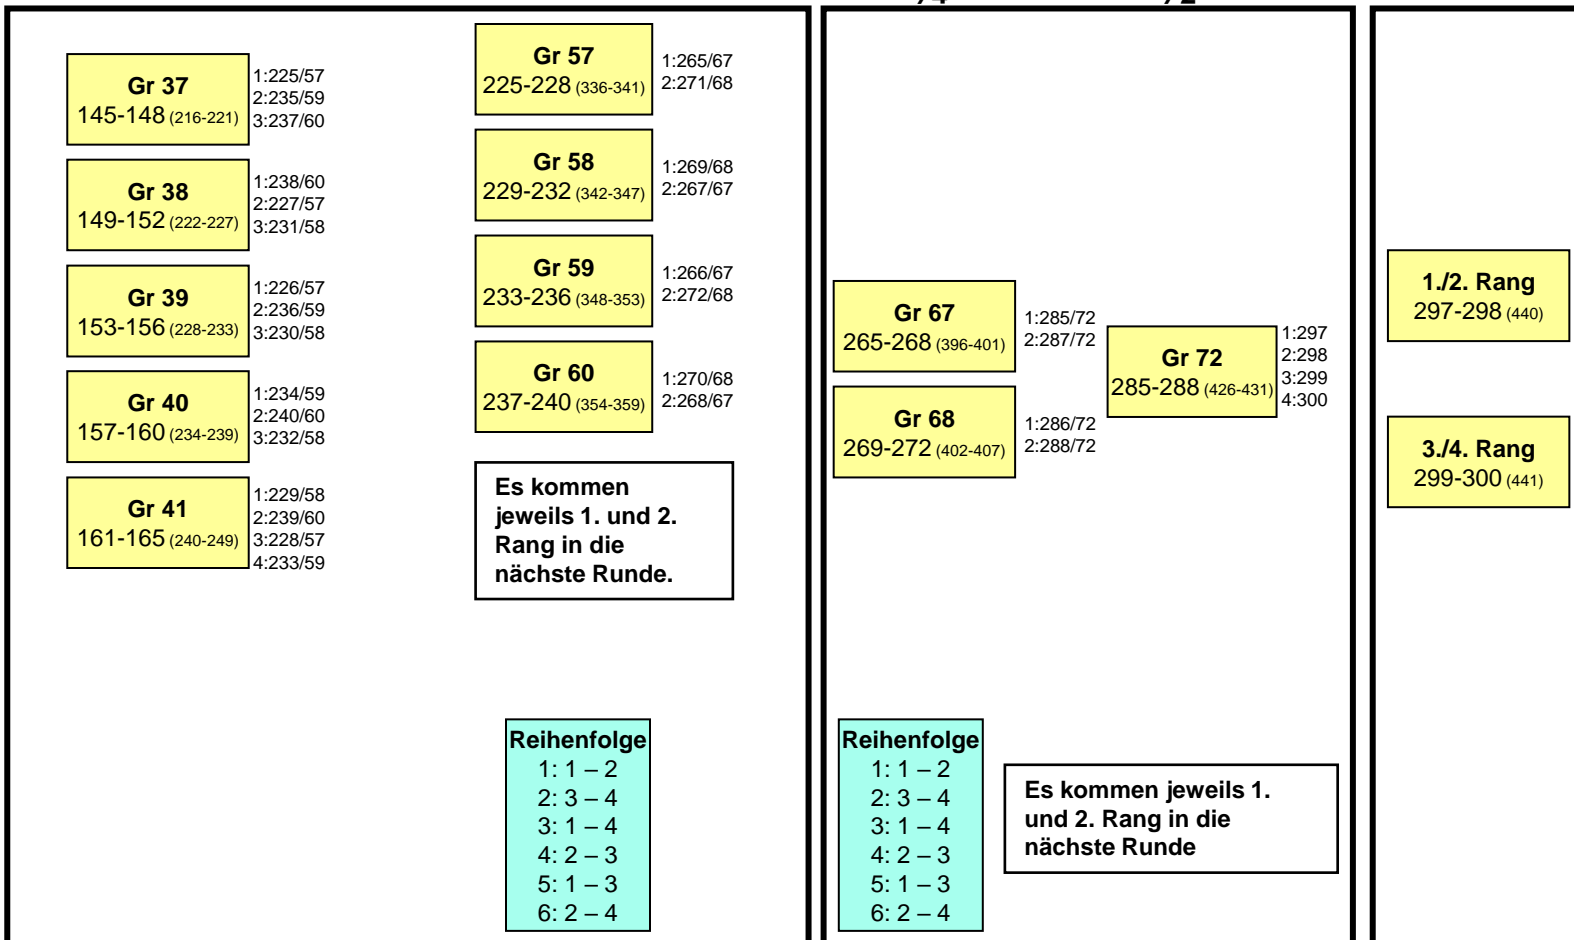 Gr 37
145-148 (216-221)
1:225/57
2:235/59
3:237/60
Gr 38
149-152 (222-227)
1:238/60
2:227/57
3:231/58
Gr 39
153-156 (228-233)
1:226/57
2:236/59
3:230/58
Gr 40
157-160 (234-239)
1:234/59
2:240/60
3:232/58
Gr 41
161-165 (240-249)
1:229/58
2:239/60
3:228/57
4:233/59
Gr 57
225-228 (336-341)
1:265/67
2:271/68
Gr 58
229-232 (342-347)
1:269/68
2:267/67
Gr 59
233-236 (348-353)
1:266/67
2:272/68
Gr 60
237-240 (354-359)
1:270/68
2:268/67
Es kommen
jeweils 1. und 2.
Rang in die
nächste Runde.
Reihenfolge
1: 1 – 2
2: 3 – 4
3: 1 – 4
4: 2 – 3
5: 1 – 3
6: 2 – 4
Gr 67
265-268 (396-401)
1:285/72
2:287/72
Gr 68
269-272 (402-407)
1:286/72
2:288/72
Gr 72
285-288 (426-431)
1:297
2:298
3:299
4:300
Reihenfolge
1: 1 – 2
2: 3 – 4
3: 1 – 4
4: 2 – 3
5: 1 – 3
6: 2 – 4
Es kommen jeweils 1.
und 2. Rang in die
nächste Runde
1./2. Rang
297-298 (440)
3./4. Rang
299-300 (441)